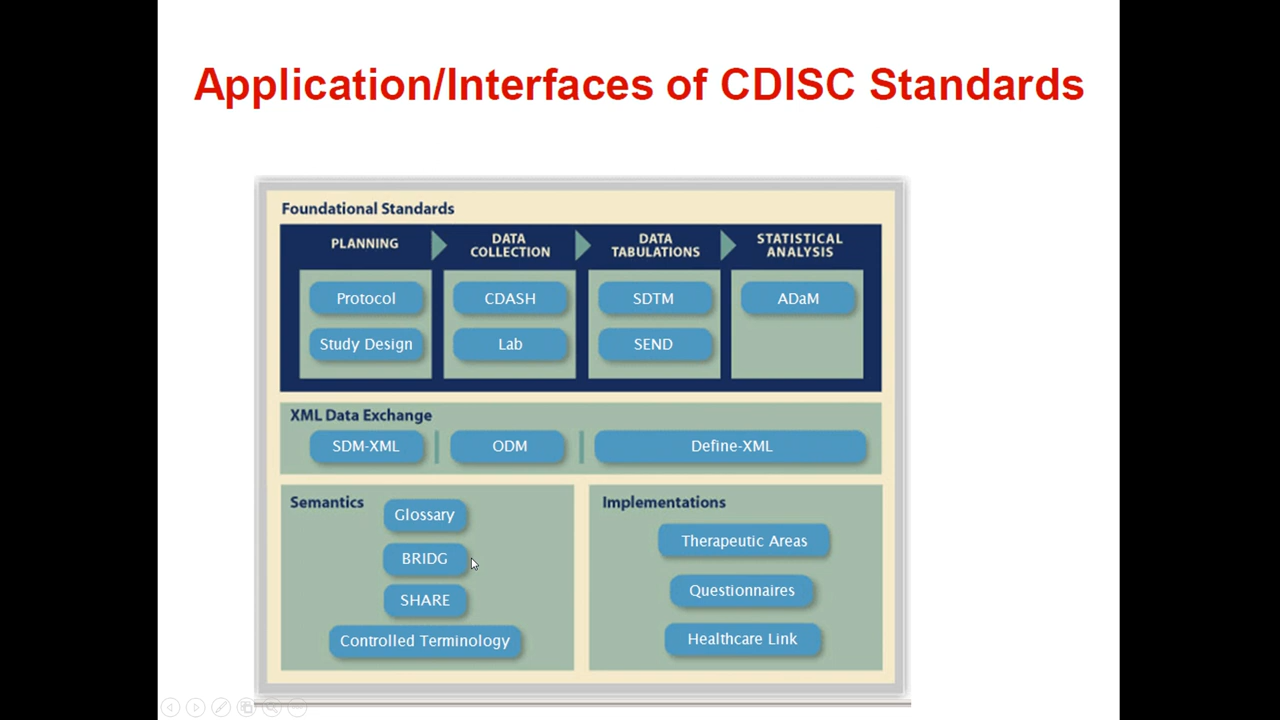 Application/Interfaces of CDISC Standards
Foundational Standards
PLANNING
DATA
COLLECTION
DATA
TABULATIONS
STATISTICAL
ANALYSIS
Protocol
CDASH
SDTM
ADaM
Study Design
Lab
SEND
XML Data Exchange
SDM-XML
ODM
Define-XML
Semantics
Glossary
BRIDG
SHARE
Controlled Terminology
Implementations
Therapeutic Areas
Questionnaires
Healthcare Link